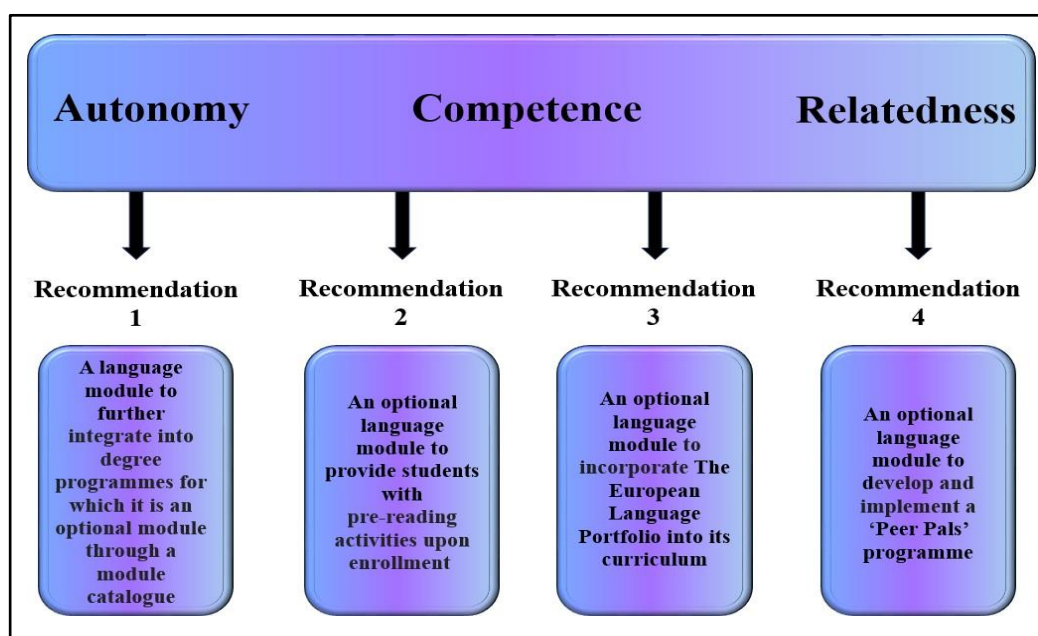 Autonomy Competence Relatedness
Recommendation
1
Recommendation
2
Recommendation
3
Recommendation
4
A language
module to
further
integrate into
degree
programmes for
which it is an
optional module
through a
module
catalogue
An optional
language
module to
provide students
with
pre-reading
activities upon
enrollment
An optional
language
module to
incorporate The
European
Language
Portfolio into its
curriculum
An optional
language
module to
develop and
implement a
‘Peer Pals’
programme